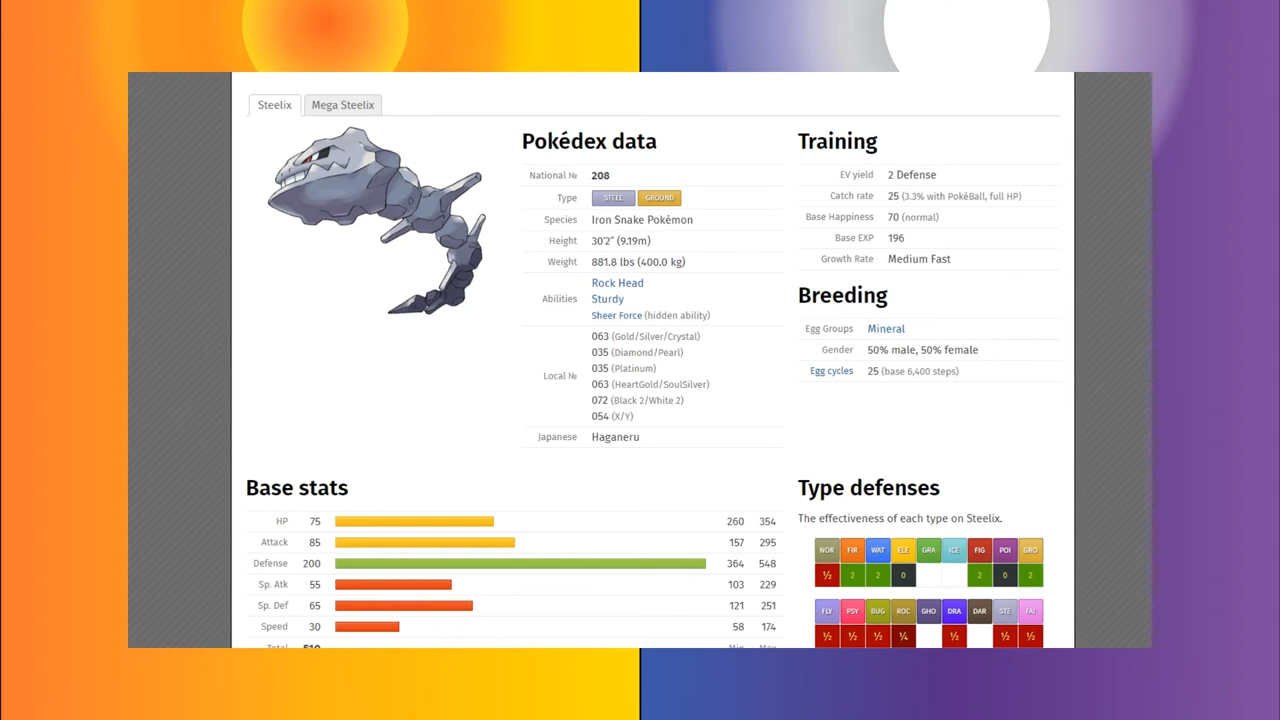 Steelix
Mega Steelix
Pokédex data
National № 208
Type STEEL GROUND
Species Iron Snake Pokémon
Height 30′2″ (9.19m)
Weight 881.8 lbs (400.0 kg)
Abilities
Rock Head
Sturdy
Sheer Force (hidden ability)
Local №
063 (Gold/Silver/Crystal)
035 (Diamond/Pearl)
035 (Platinum)
063 (HeartGold/SoulSilver)
072 (Black 2/White 2)
054 (X/Y)
Japanese Haganeru
Training
EV yield 2 Defense
Catch rate 25 (3.3% with PokéBall, full HP)
Base Happiness 70 (normal)
Base EXP 196
Growth Rate Medium Fast
Breeding
Egg Groups Mineral
Gender 50% male, 50% female
Egg cycles 25 (base 6,400 steps)
Base stats
HP 75 260 354
Attack 85 157 295
Defense 200 364 548
Sp. Atk 55 103 229
Sp. Def 65 121 251
Speed 30 58 174
Total 510 Min Max
Type defenses
The effectiveness of each type on Steelix.
NOR FIR WAT ELE GRA ICE FIG POI GRO
½ 2 2 0 2 0 2
FLY PSY BUG ROC GHO DRA DAR STE FAI
½ ½ ½ ¼ ½ ½ ½